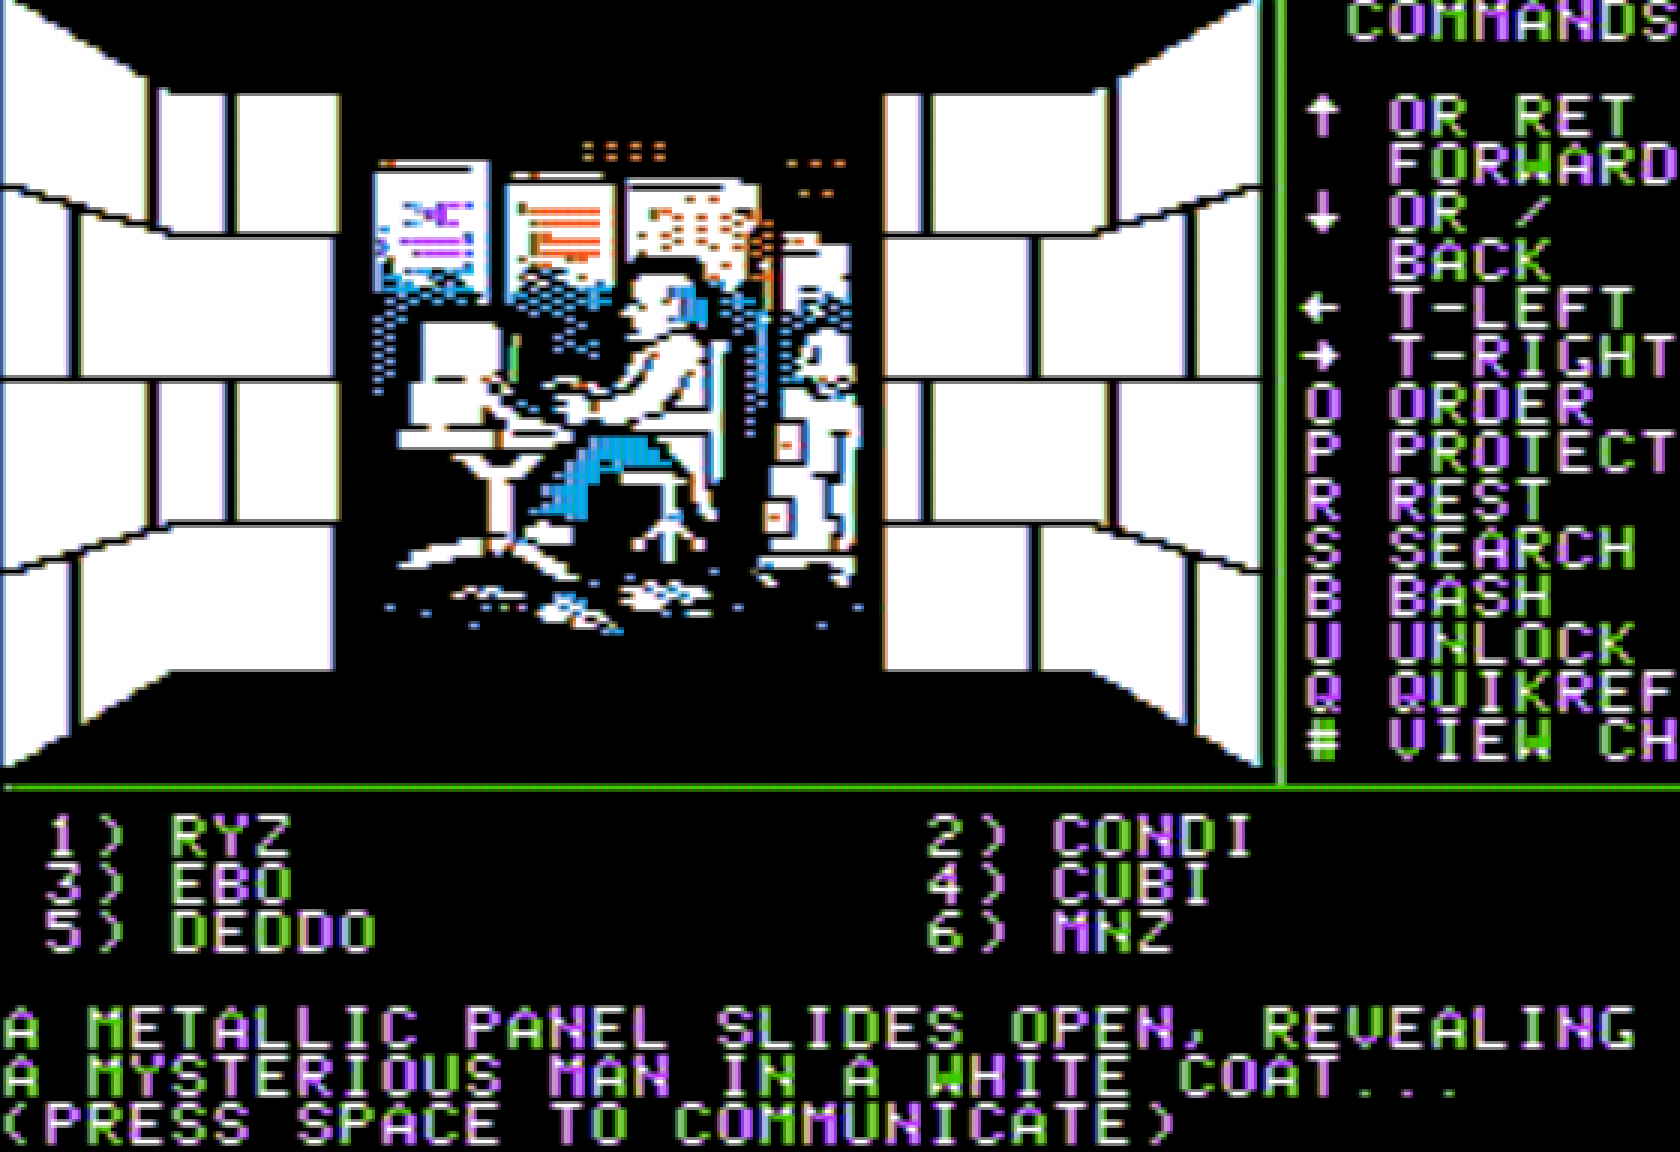 COMMANDS
↑ OR RET
FORWARD
↓ OR /
BACK
← T-LEFT
→ T-RIGHT
O ORDER
P PROTECT
R REST
S SEARCH
B BASH
U UNLOCK
Q QUIKREF
# VIEW CH
1) RYZ 2) CONDI
3) EBO 4) CUBI
5) DEDDO 6) MNZ
A METALLIC PANEL SLIDES OPEN, REVEALING
A MYSTERIOUS MAN IN A WHITE COAT...
(PRESS SPACE TO COMMUNICATE)